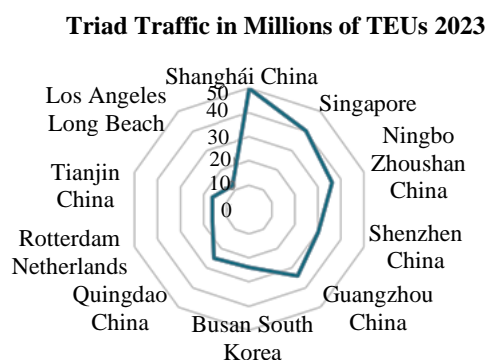 Triad Traffic in Millions of TEUs 2023
Shanghái China
Singapore
Ningbo
Zhoushan
China
Shenzhen
China
Guangzhou
China
Busan South
Korea
Quingdao
China
Rotterdam
Netherlands
Tianjin
China
Los Angeles
Long Beach
50
40
30
20
10
0